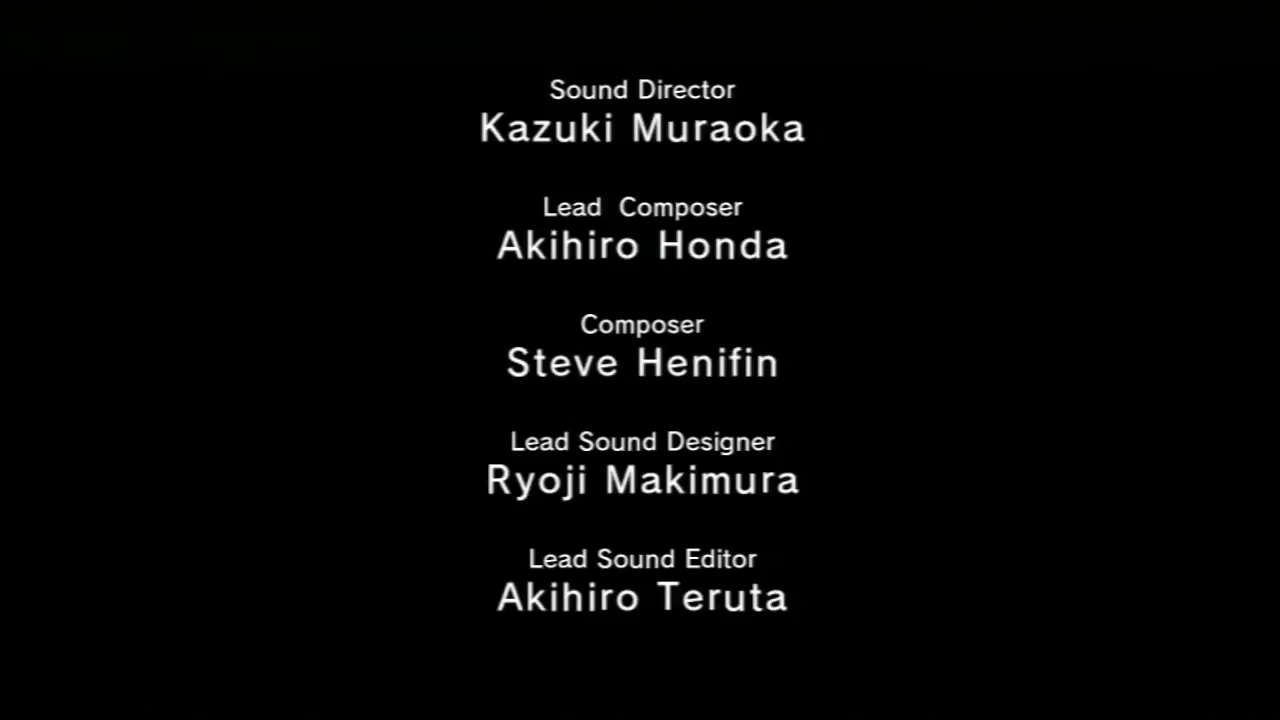 Sound Director
Kazuki Muraoka
Lead Composer
Akihiro Honda
Composer
Steve Henifin
Lead Sound Designer
Ryoji Makimura
Lead Sound Editor
Akihiro Teruta